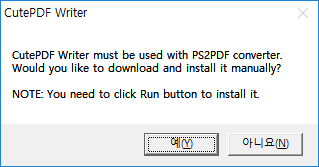 CutePDF Writer
CutePDF Writer must be used with PS2PDF converter.
Would you like to download and install it manually?
NOTE: You need to click Run button to install it.
예(Y)
아니요(N)